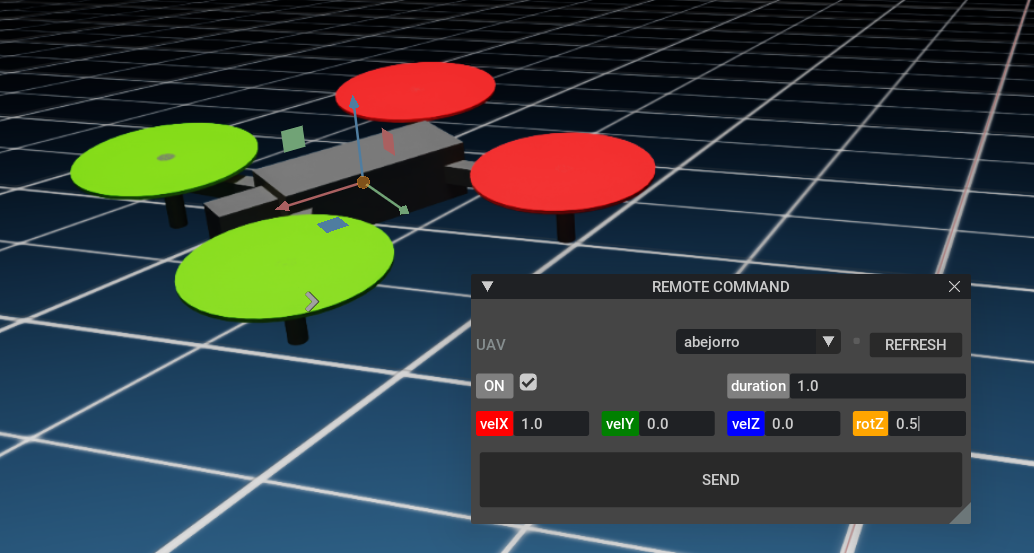 REMOTE COMMAND
UAV abejorro REFRESH
ON duration 1.0
velX 1.0 velY 0.0 velZ 0.0 rotZ 0.5
SEND